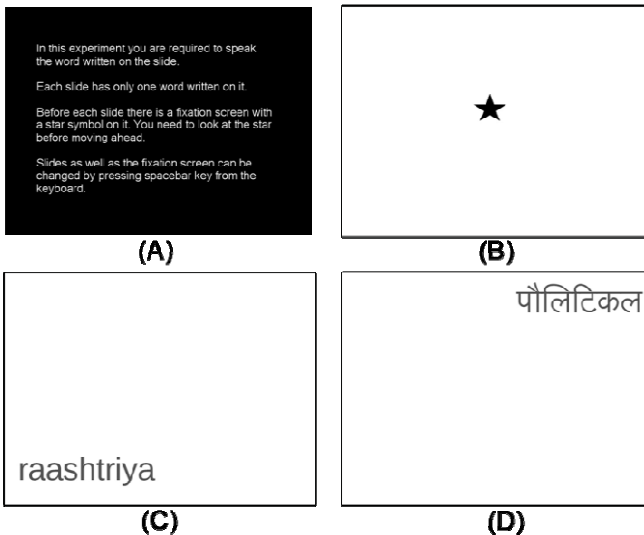 In this experiment you are required to speak
the word written on the slide.
Each slide has only one word written on it.
Before each slide there is a fixation screen with
a star symbol on it. You need to look at the star
before moving ahead.
Slides as well as the fixation screen can be
changed by pressing spacebar key from the
keyboard.
(A)
(B)
raashtriya
(C)
पौलिटिकल
(D)